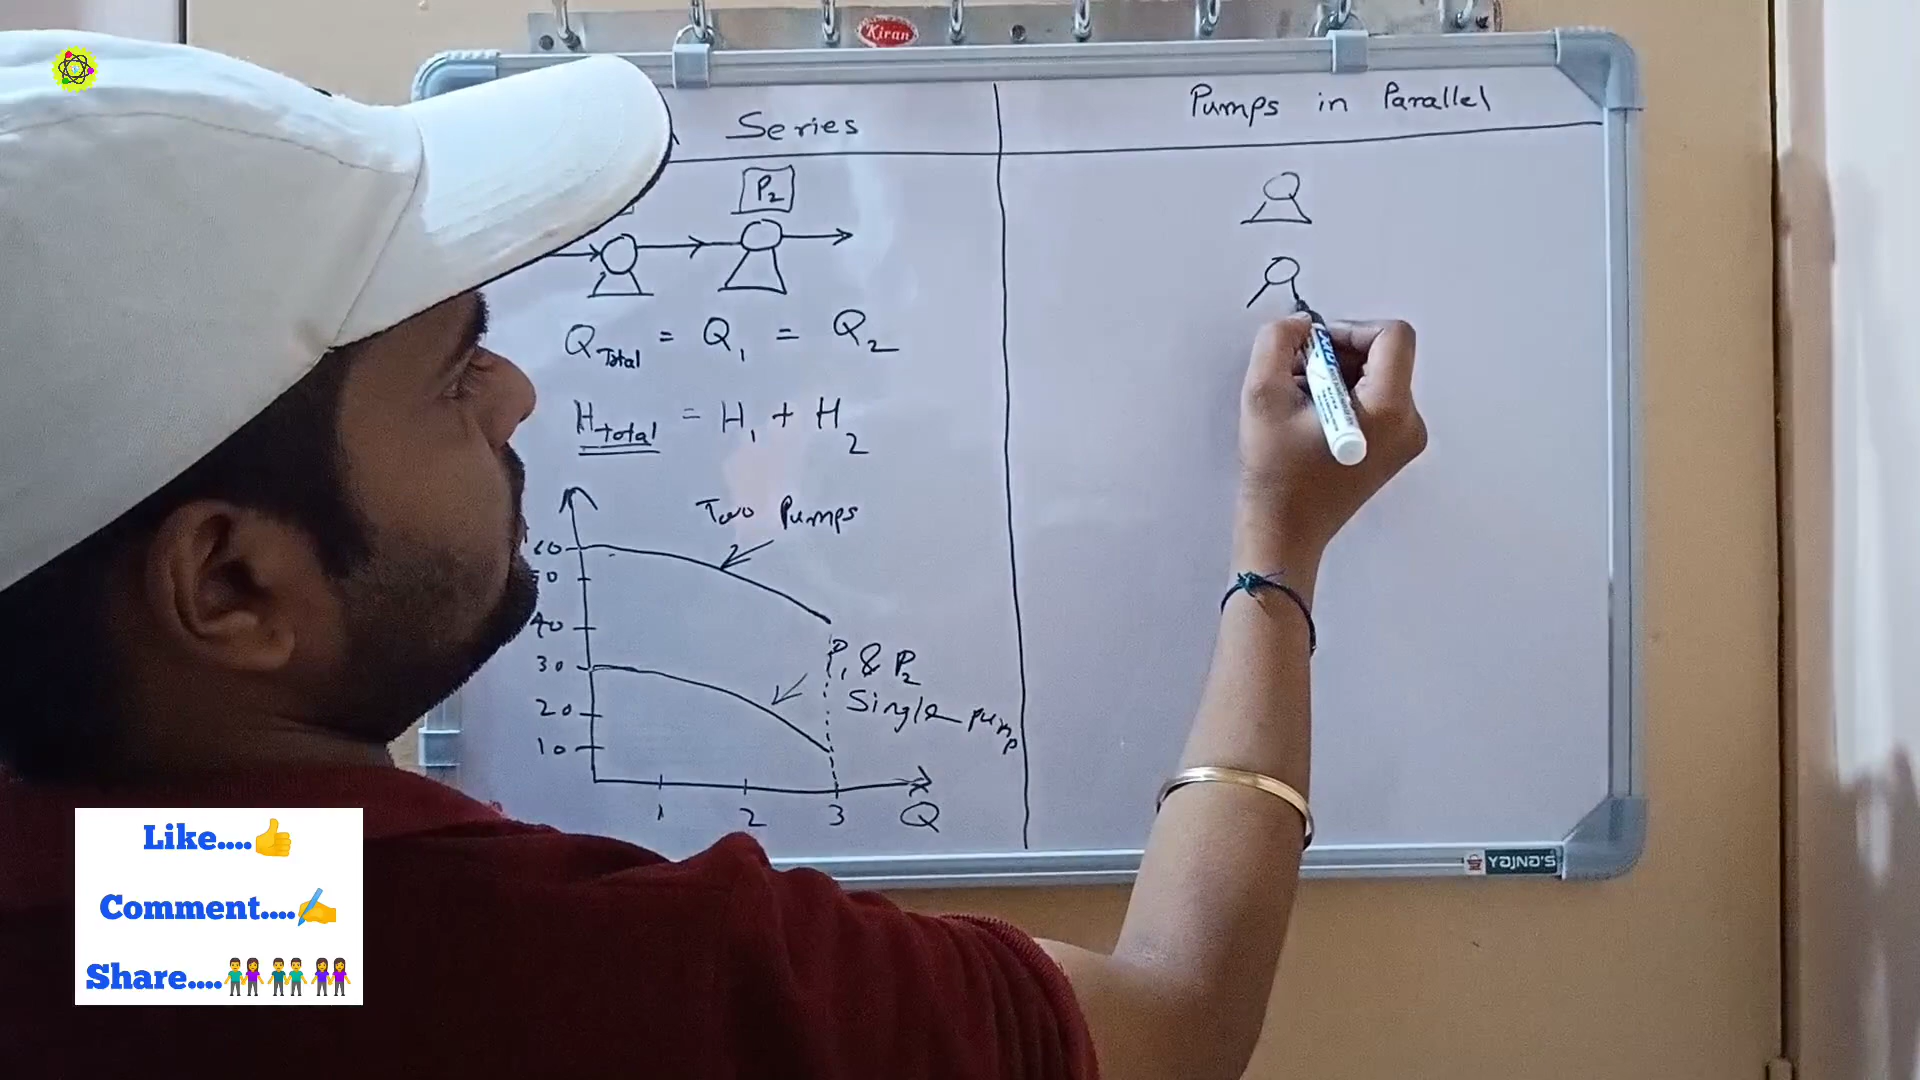 Kiran
Series
Pumps in Parallel
P2
QTotal = Q1 = Q2
Htotal = H1 + H2
Two Pumps
60
50
40
30
20
10
P1 & P2
Single pump
1 2 3 Q
YAJNA'S
Like....👍
Comment....✍️
Share....👫👬👭